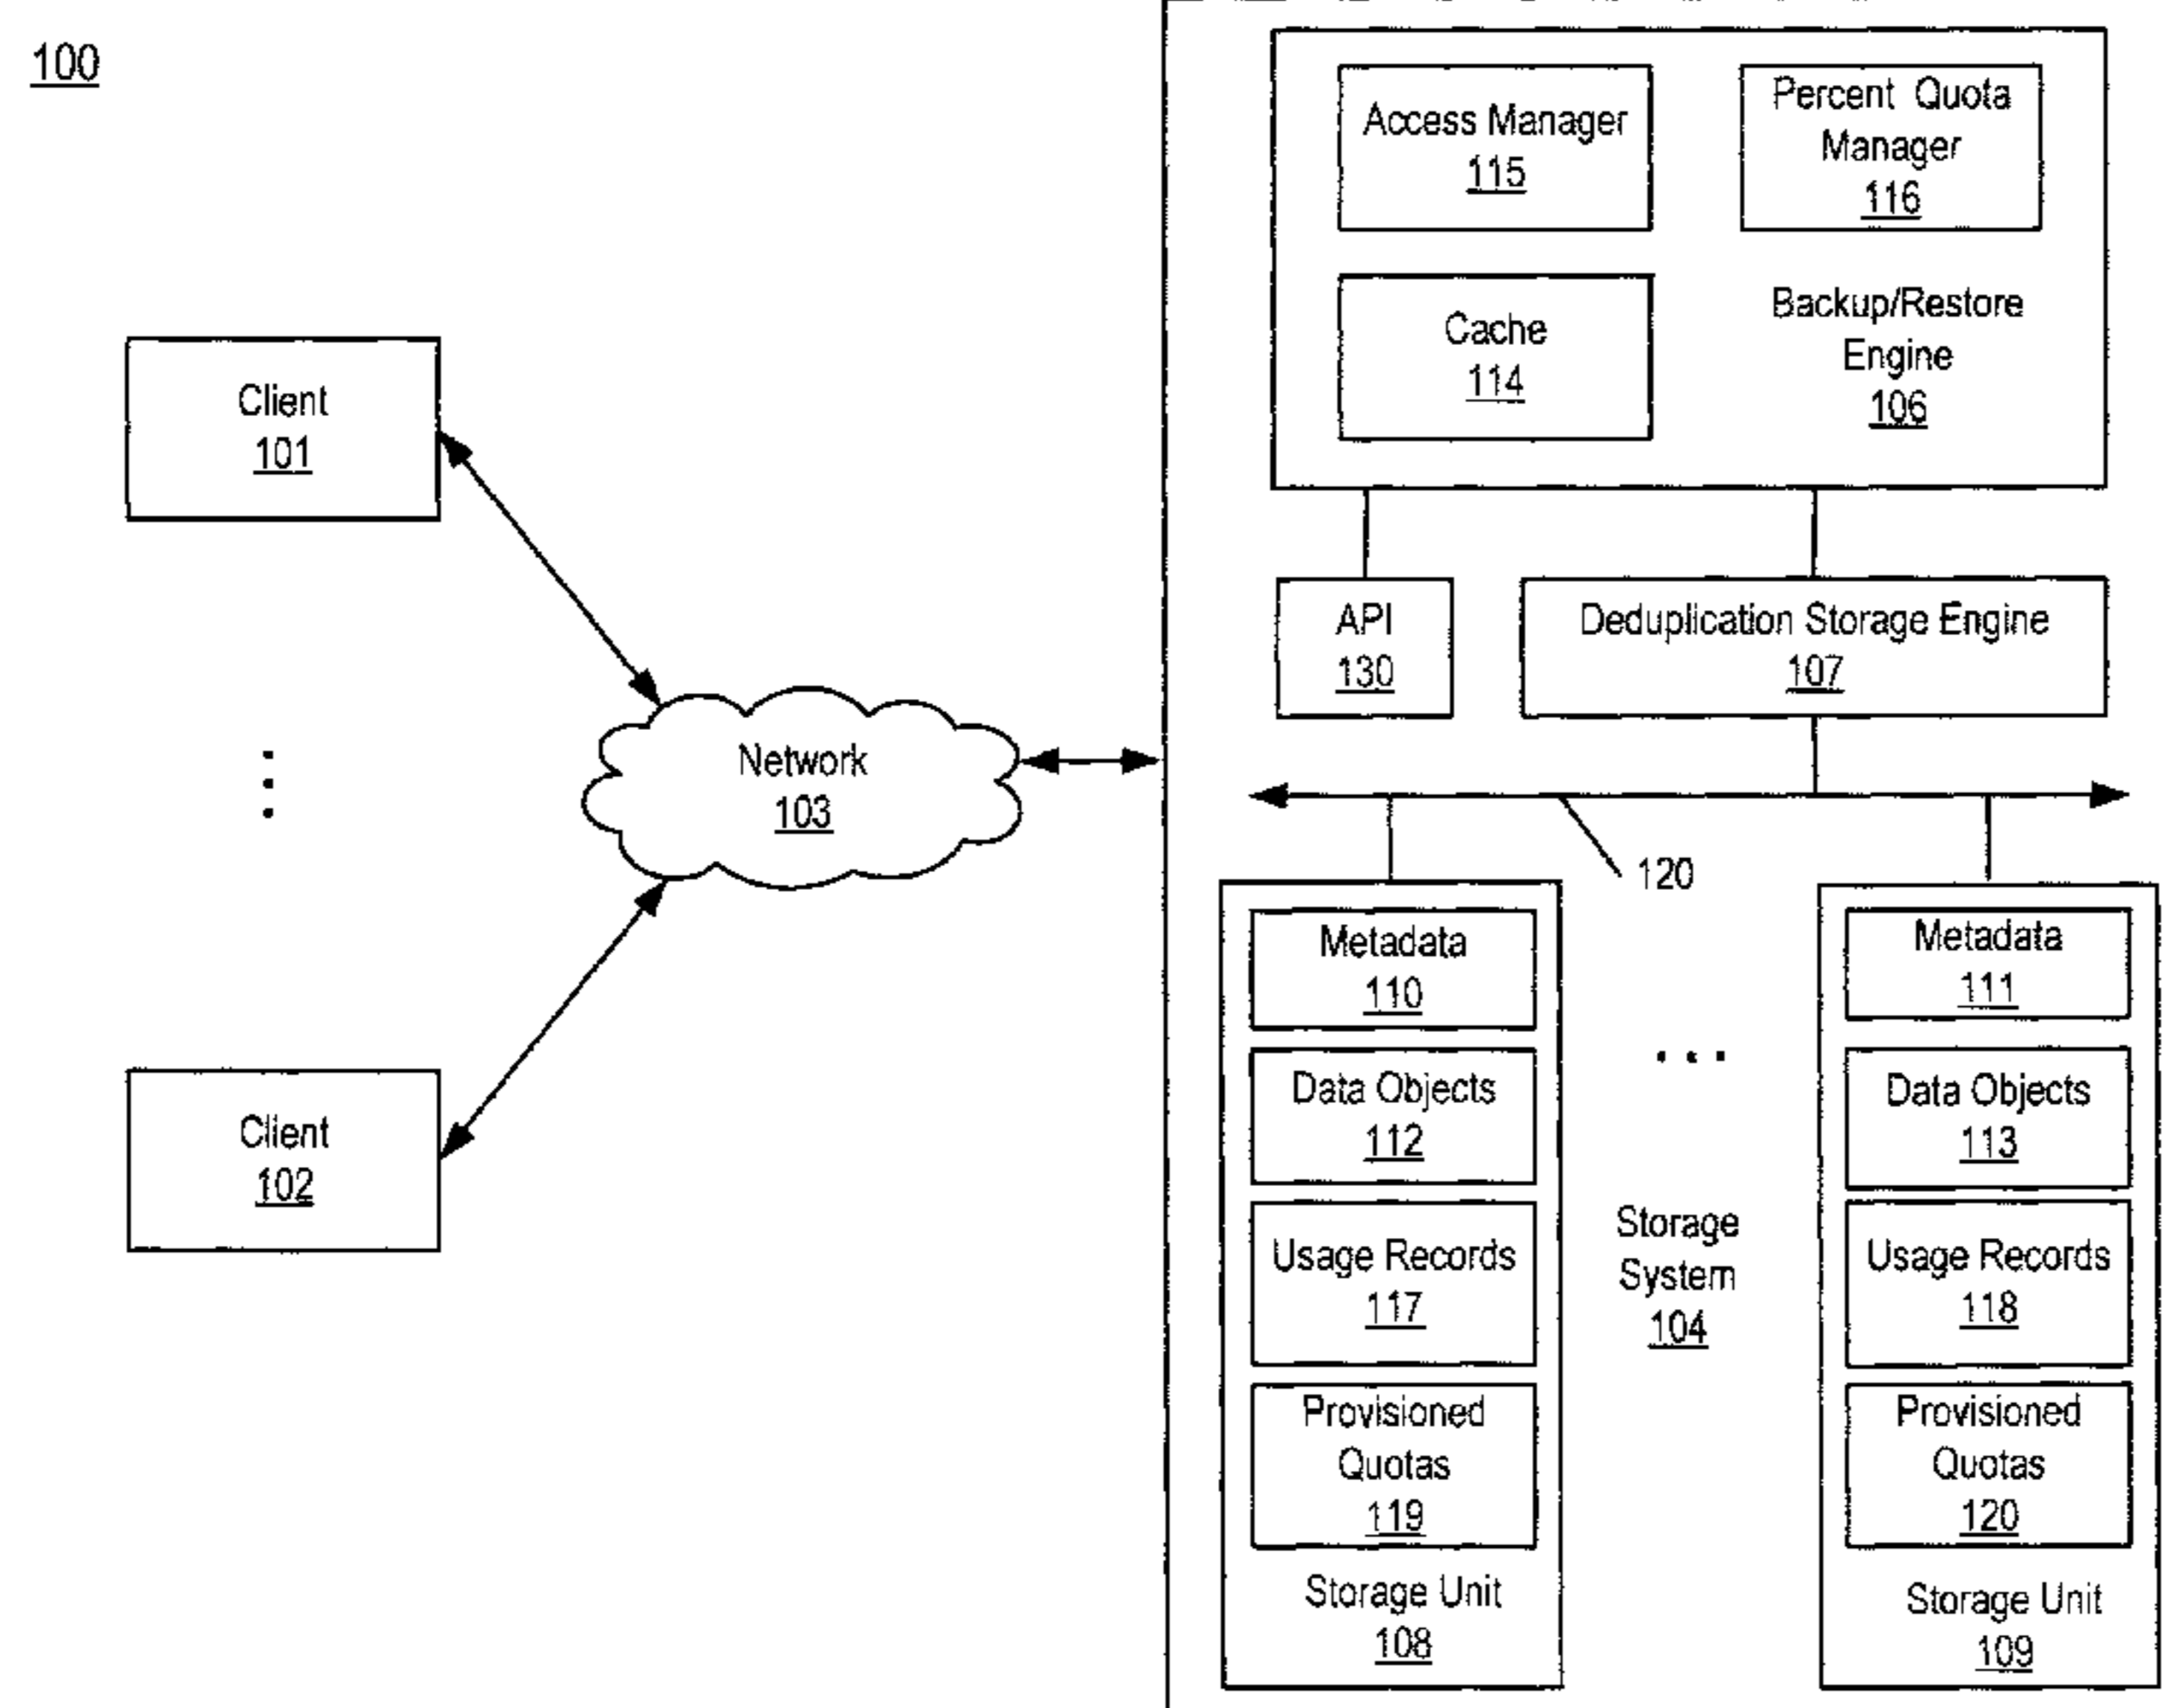 100
Access Manager
115
Percent Quota
Manager
116
Cache
114
Backup/Restore
Engine
106
Client
101
API
130
Deduplication Storage Engine
107
Network
103
120
Client
102
Metadata
110
Data Objects
112
Usage Records
117
Provisioned
Quotas
119
Storage Unit
108
Storage
System
104
Metadata
111
Data Objects
113
Usage Records
118
Provisioned
Quotas
120
Storage Unit
109